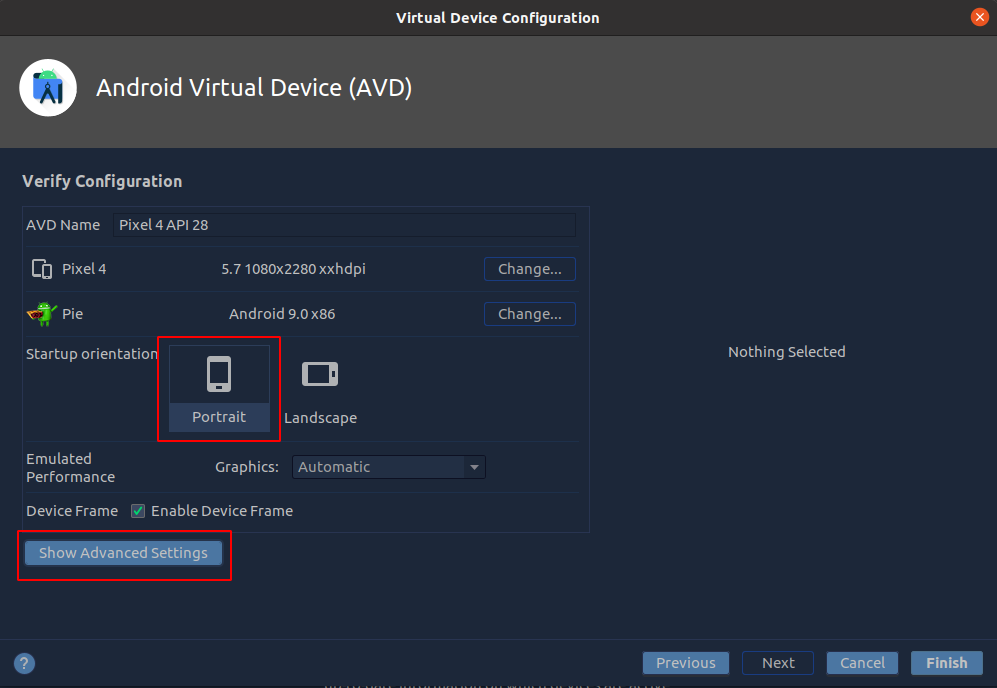 Virtual Device Configuration
Android Virtual Device (AVD)
Verify Configuration
AVD Name Pixel 4 API 28
Pixel 4 5.7 1080x2280 xxhdpi Change...
Pie Android 9.0 x86 Change...
Startup orientation
Portrait
Landscape
Nothing Selected
Emulated
Performance
Graphics: Automatic
Device Frame Enable Device Frame
Show Advanced Settings
? Previous Next Cancel Finish